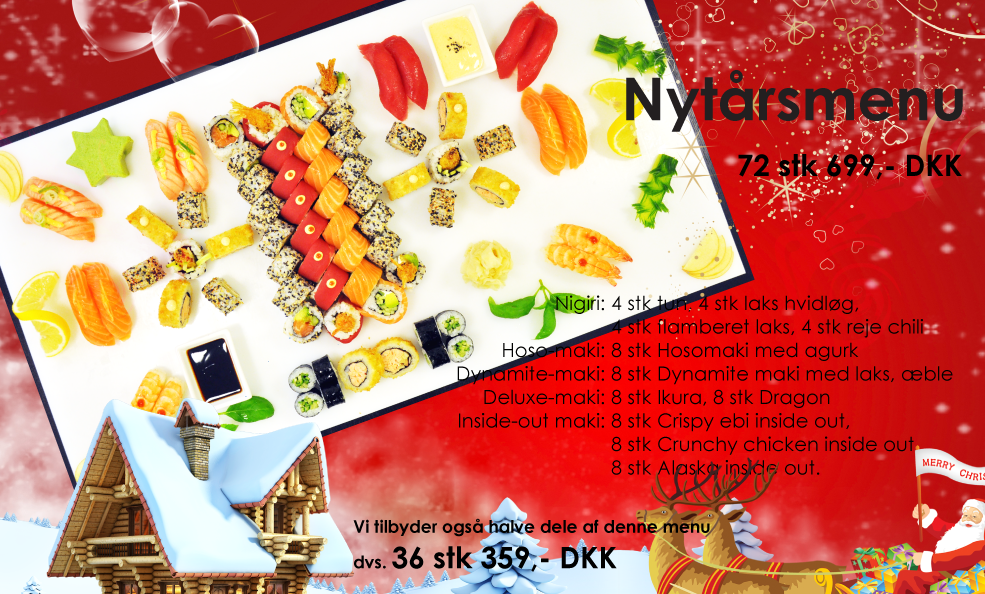 Nytårsmenu
72 stk 699,- DKK
Nigiri: 4 stk tun, 4 stk laks hvidløg,
4 stk flamberet laks, 4 stk reje chili
Hoso-maki: 8 stk Hosomaki med agurk
Dynamite-maki: 8 stk Dynamite maki med laks, æble
Deluxe-maki: 8 stk Ikura, 8 stk Dragon
Inside-out maki: 8 stk Crispy ebi inside out,
8 stk Crunchy chicken inside out,
8 stk Alaska inside out.
MERRY CHRIS
Vi tilbyder også halve dele af denne menu
dvs. 36 stk 359,- DKK